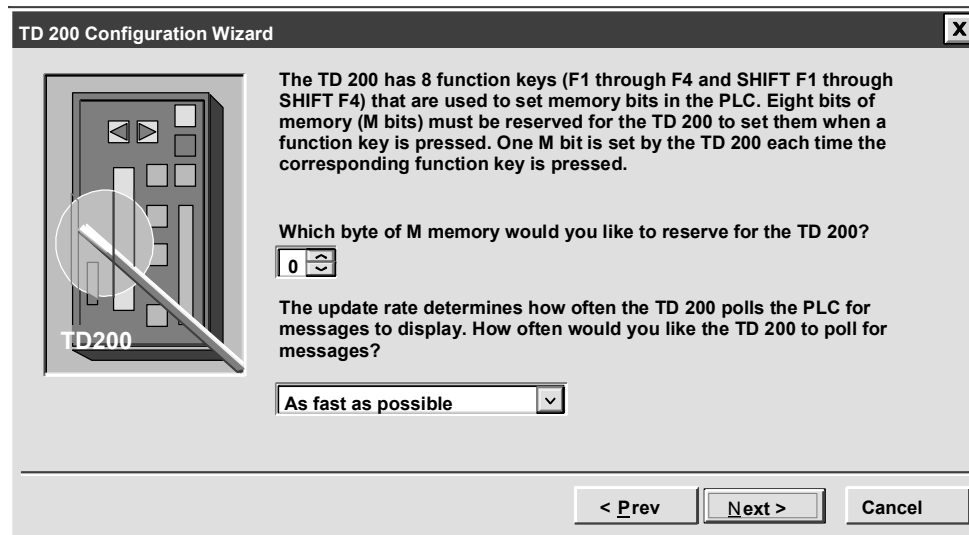 TD 200 Configuration Wizard
X
The TD 200 has 8 function keys (F1 through F4 and SHIFT F1 through
SHIFT F4) that are used to set memory bits in the PLC. Eight bits of
memory (M bits) must be reserved for the TD 200 to set them when a
function key is pressed. One M bit is set by the TD 200 each time the
corresponding function key is pressed.
Which byte of M memory would you like to reserve for the TD 200?
0
The update rate determines how often the TD 200 polls the PLC for
messages to display. How often would you like the TD 200 to poll for
messages?
TD200
As fast as possible
< Prev
Next >
Cancel